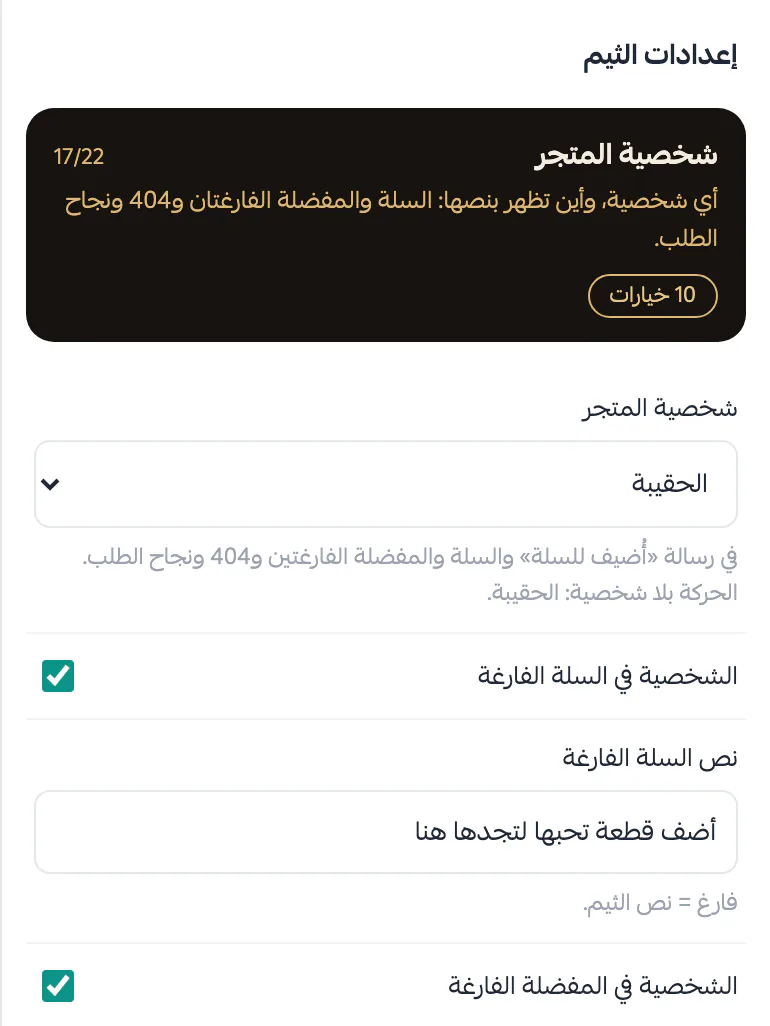 إعدادات الثيم
شخصية المتجر
17/22
أي شخصية، وأين تظهر بنصها: السلة والمفضلة الفارغتان و404 ونجاح
الطلب.
10 خيارات
شخصية المتجر
الحقيبة
في رسالة «أُضيف للسلة» والسلة والمفضلة الفارغتين و404 ونجاح الطلب.
الحركة بلا شخصية: الحقيبة.
الشخصية في السلة الفارغة
نص السلة الفارغة
أضف قطعة تحبها لتجدها هنا
فارغ = نص الثيم.
الشخصية في المفضلة الفارغة